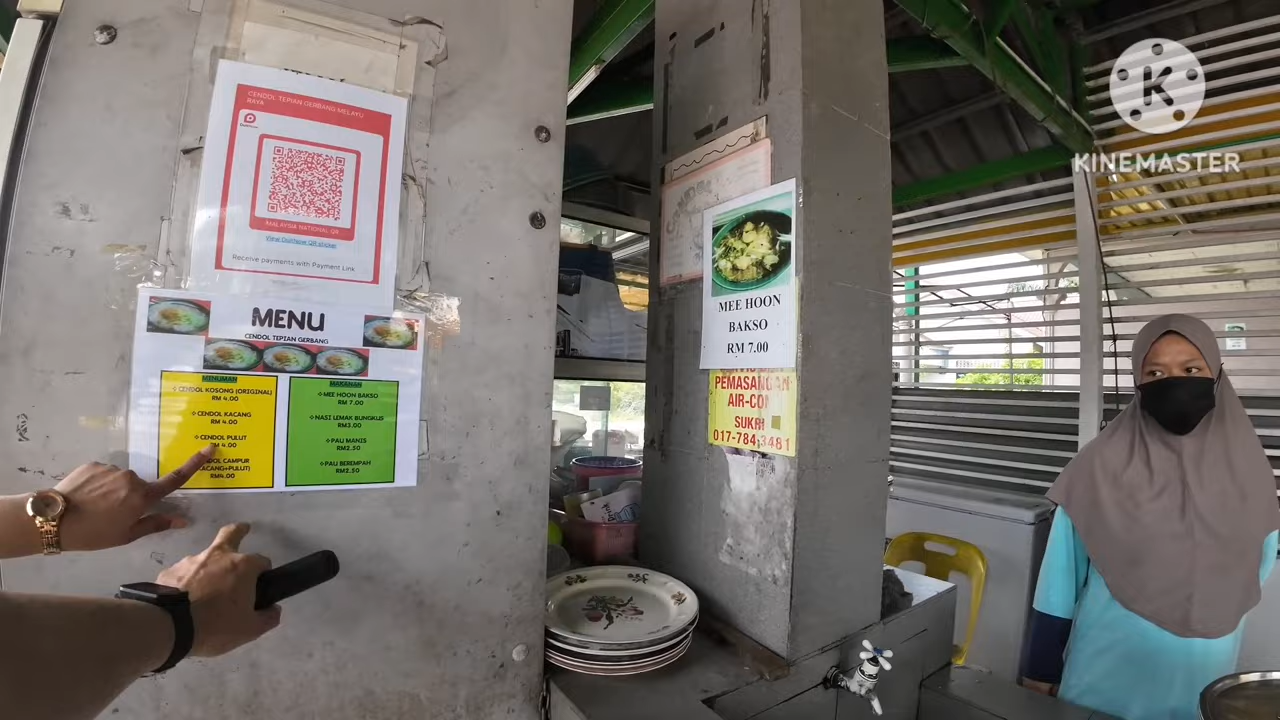 CENDOL TEPIAN GERBANG MELAYU
RAYA
MALAYSIA NATIONAL QR
View DuitNow QR sticker
Receive payments with Payment Link
MENU
CENDOL TEPIAN GERBANG
MINUMAN
CENDOL KOSONG (ORIGINAL)
RM 4.00
CENDOL KACANG
RM 4.00
CENDOL PULUT
RM 4.00
CAMPUR
KACANG+PULUT)
RM4.00
MAKANAN
MEE HOON BAKSO
RM 7.00
NASI LEMAK BUNGKUS
RM3.00
PAU MANIS
RM2.50
PAU BEREMPAH
RM2.50
MEE HOON
BAKSO
RM 7.00
PEMASANGAN
AIR-CON
SUKRI
017-784 3481
K
KINEMASTER